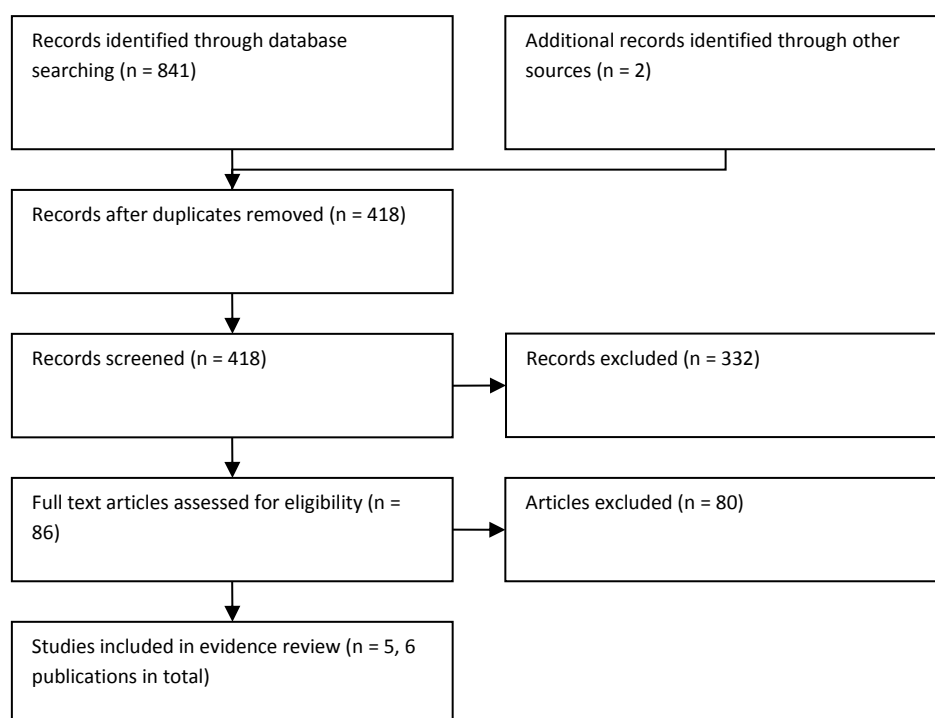 Records identified through database
searching (n = 841)
Additional records identified through other
sources (n = 2)
Records after duplicates removed (n = 418)
Records screened (n = 418)
Records excluded (n = 332)
Full text articles assessed for eligibility (n =
86)
Articles excluded (n = 80)
Studies included in evidence review (n = 5, 6
publications in total)